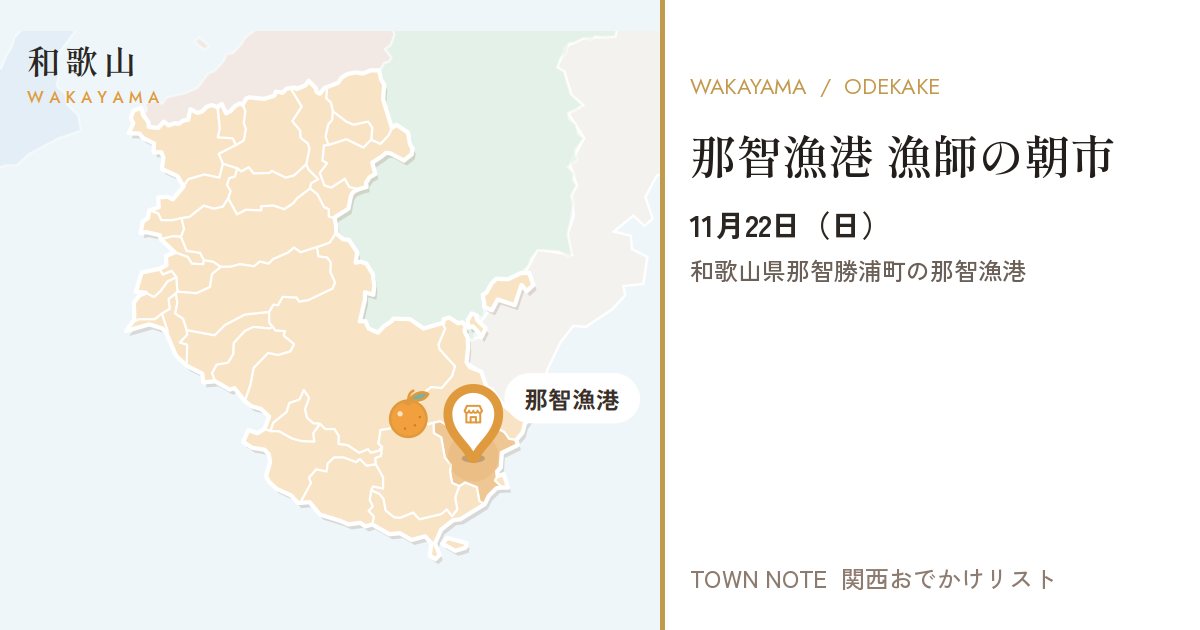 和歌山
WAKAYAMA
那智漁港
WAKAYAMA / ODEKAKE
那智漁港 漁師の朝市
11月22日（日）
和歌山県那智勝浦町の那智漁港
TOWN NOTE 関西おでかけリスト